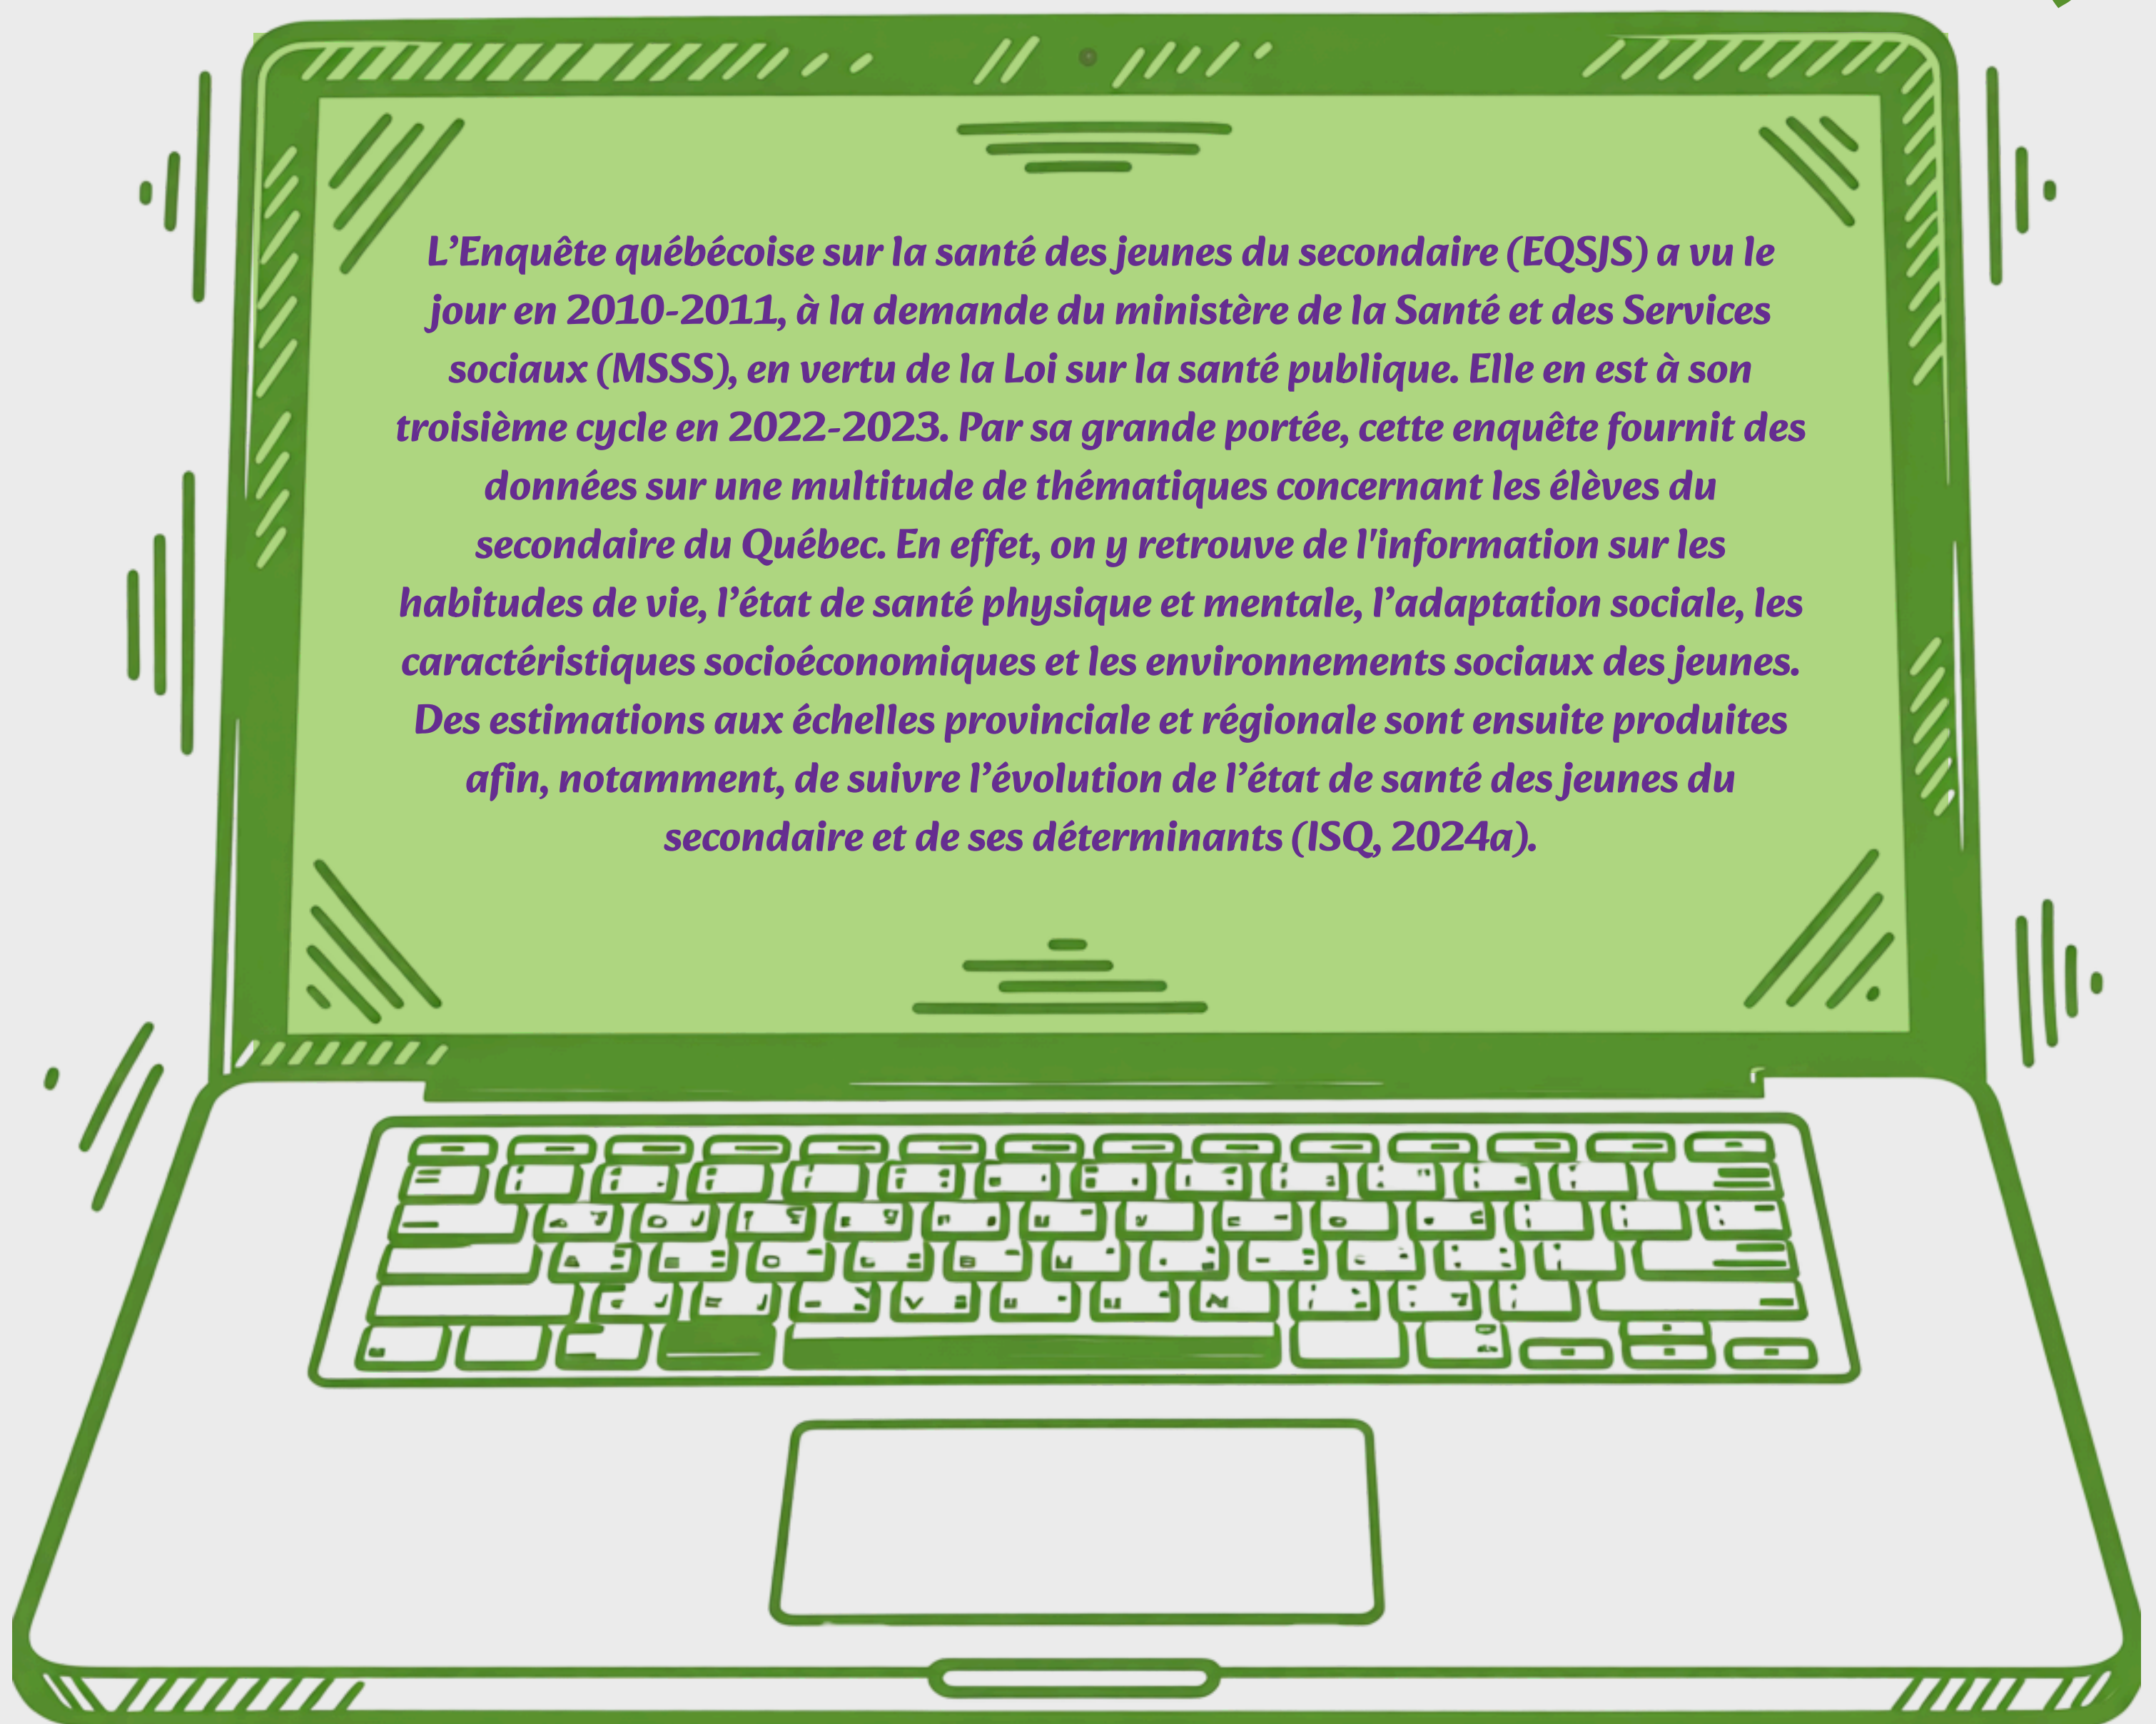 L’Enquête québécoise sur la santé des jeunes du secondaire (EQSJS) a vu le
jour en 2010-2011, à la demande du ministère de la Santé et des Services
sociaux (MSSS), en vertu de la Loi sur la santé publique. Elle en est à son
troisième cycle en 2022-2023. Par sa grande portée, cette enquête fournit des
données sur une multitude de thématiques concernant les élèves du
secondaire du Québec. En effet, on y retrouve de l'information sur les
habitudes de vie, l’état de santé physique et mentale, l’adaptation sociale, les
caractéristiques socioéconomiques et les environnements sociaux des jeunes.
Des estimations aux échelles provinciale et régionale sont ensuite produites
afin, notamment, de suivre l’évolution de l’état de santé des jeunes du
secondaire et de ses déterminants (ISQ, 2024a).